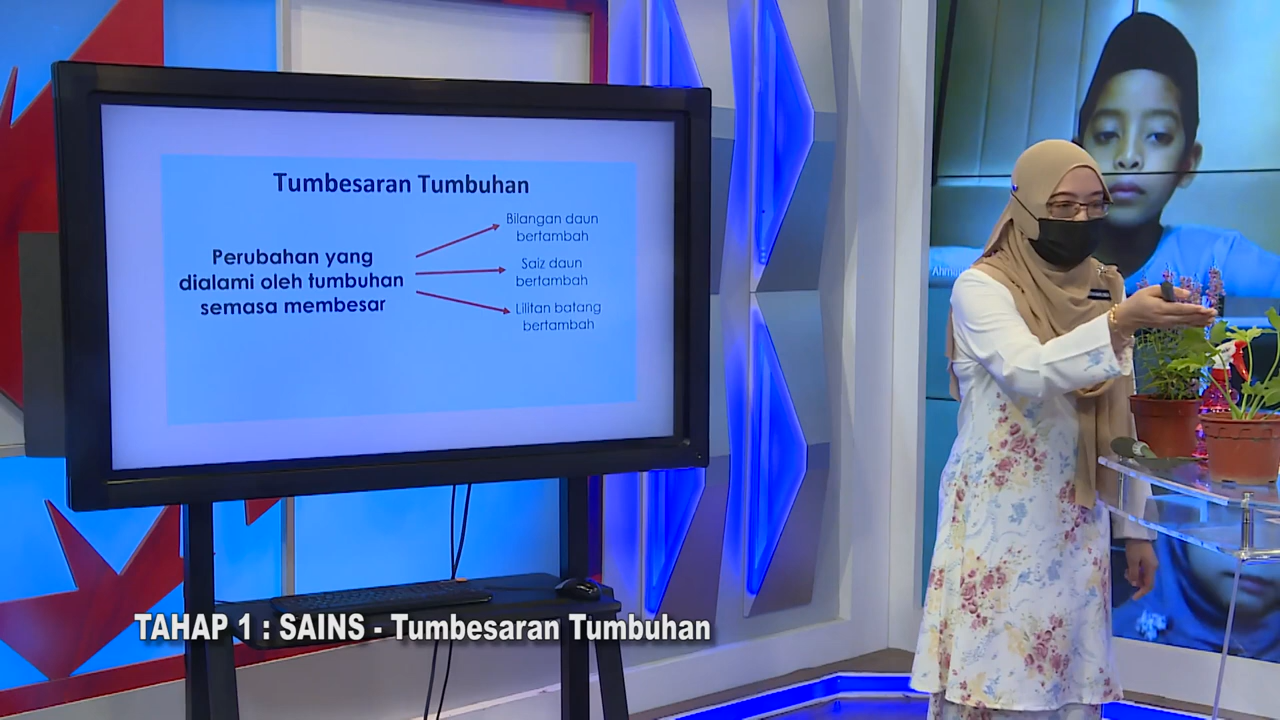 Tumbesaran Tumbuhan
Perubahan yang
dialami oleh tumbuhan
semasa membesar
Bilangan daun
bertambah
Saiz daun
bertambah
Lilitan batang
bertambah
TAHAP 1 : SAINS - Tumbesaran Tumbuhan